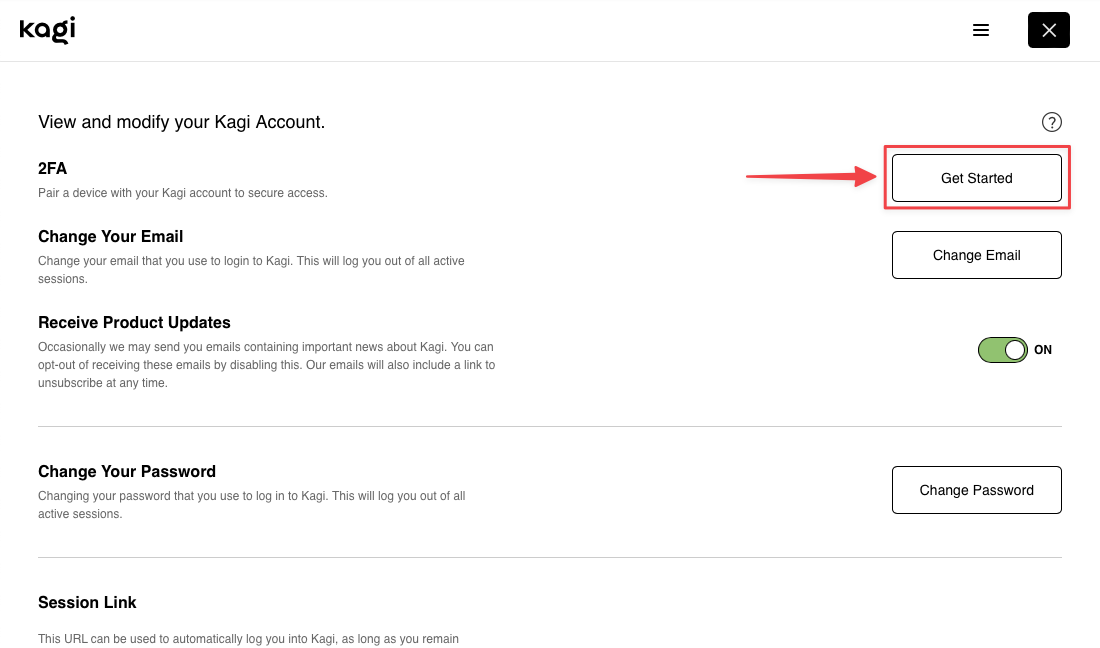 kagi
View and modify your Kagi Account.
?
2FA
Pair a device with your Kagi account to secure access.
Get Started
Change Your Email
Change your email that you use to login to Kagi. This will log you out of all active
sessions.
Change Email
Receive Product Updates
Occasionally we may send you emails containing important news about Kagi. You can
opt-out of receiving these emails by disabling this. Our emails will also include a link to
unsubscribe at any time.
ON
Change Your Password
Changing your password that you use to log in to Kagi. This will log you out of all
active sessions.
Change Password
Session Link
This URL can be used to automatically log you into Kagi, as long as you remain